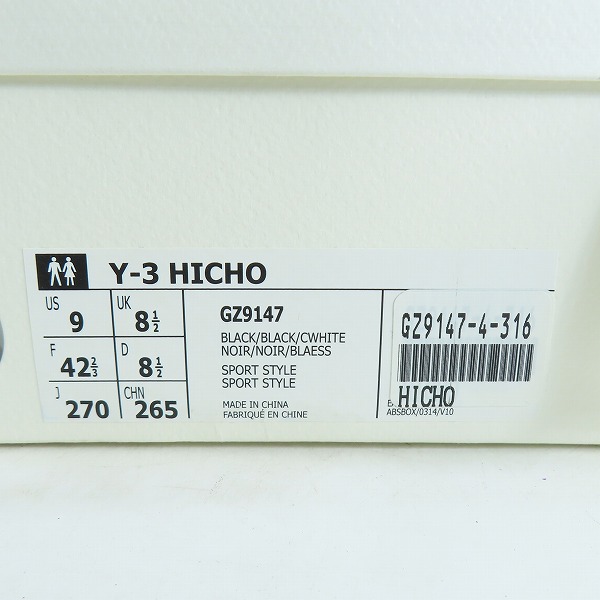 Y-3 HICHO
US 9
UK 8 1/2
F 42 2/3
D 8 1/2
J 270
CHN 265
GZ9147
BLACK/BLACK/CWHITE
NOIR/NOIR/BLAESS
SPORT STYLE
SPORT STYLE
MADE IN CHINA
FABRIQUÉ EN CHINE
GZ9147-4-316
HICHO
ABSBOX/0314/V10